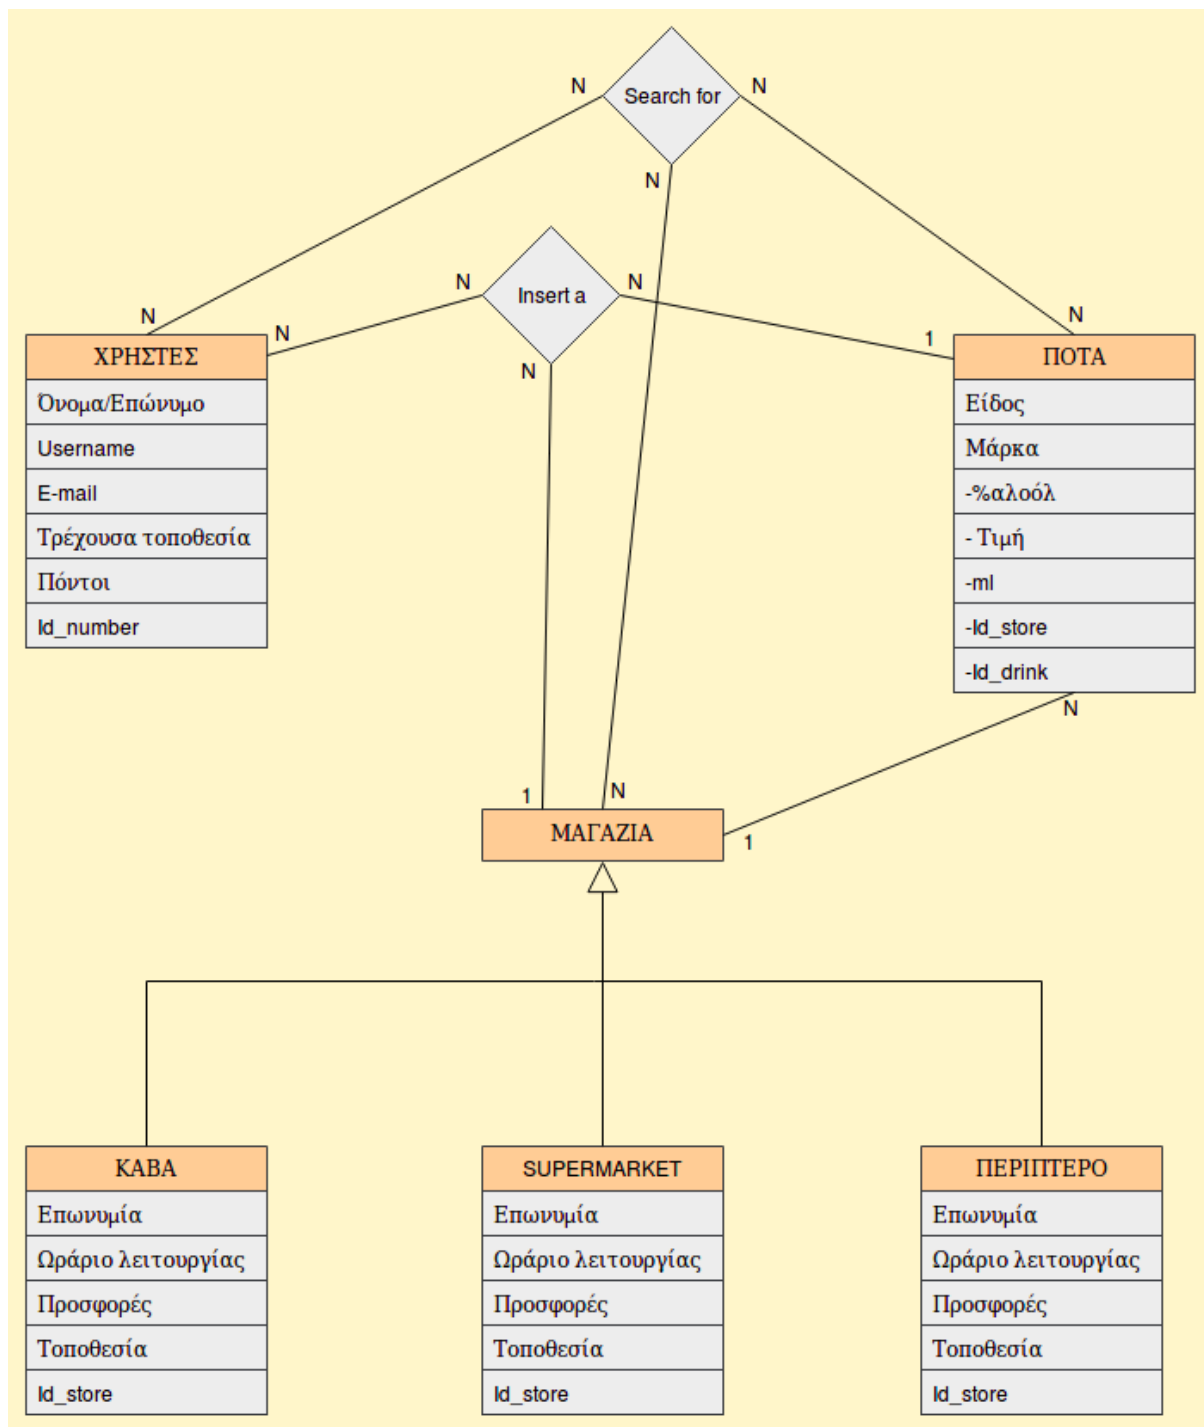 Search for
N
N
N
Insert a
N
N
N
N
N
N
1
ΧΡΗΣΤΕΣ
Όνομα/Επώνυμο
Username
E-mail
Τρέχουσα τοποθεσία
Πόντοι
Id_number
ΠΟΤΑ
Είδος
Μάρκα
-%αλοόλ
- Τιμή
-ml
-Id_store
-Id_drink
N
1
N
1
ΜΑΓΑΖΙΑ
ΚΑΒΑ
Επωνυμία
Ωράριο λειτουργίας
Προσφορές
Τοποθεσία
Id_store
SUPERMARKET
Επωνυμία
Ωράριο λειτουργίας
Προσφορές
Τοποθεσία
Id_store
ΠΕΡΙΠΤΕΡΟ
Επωνυμία
Ωράριο λειτουργίας
Προσφορές
Τοποθεσία
Id_store